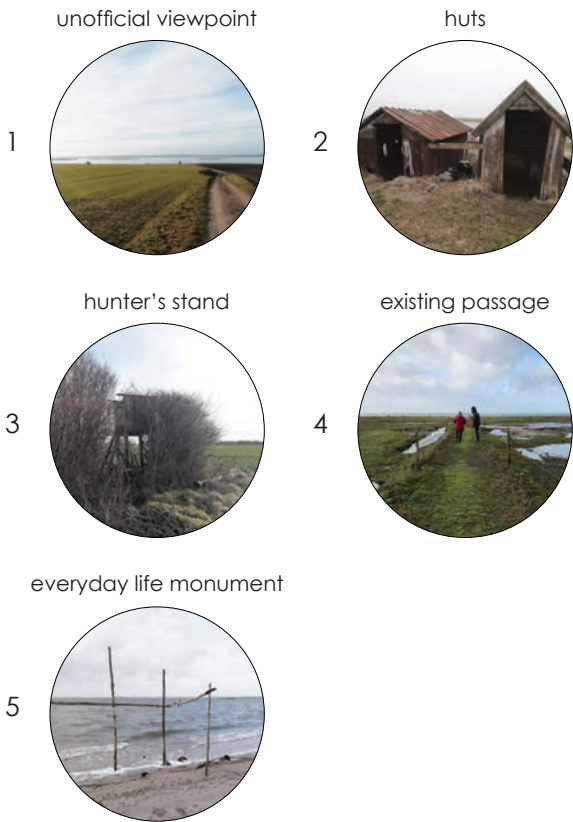 unofficial viewpoint
huts
1
2
hunter's stand
existing passage
3
4
everyday life monument
5